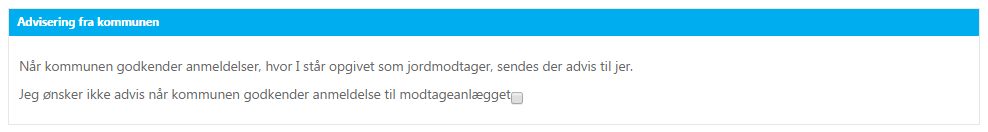 Advisering fra kommunen
Når kommunen godkender anmeldelser, hvor I står opgivet som jordmodtager, sendes der advis til jer.
Jeg ønsker ikke advis når kommunen godkender anmeldelse til modtageanlægget